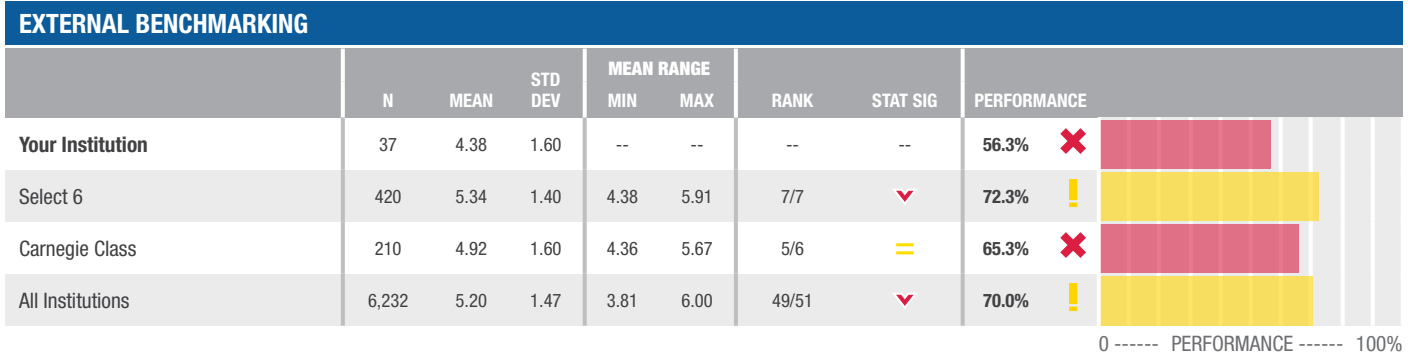 EXTERNAL BENCHMARKING
N MEAN STD DEV MEAN RANGE MIN MAX RANK STAT SIG PERFORMANCE
Your Institution 37 4.38 1.60 -- -- -- -- 56.3%
Select 6 420 5.34 1.40 4.38 5.91 7/7 72.3%
Carnegie Class 210 4.92 1.60 4.36 5.67 5/6 = 65.3%
All Institutions 6,232 5.20 1.47 3.81 6.00 49/51 70.0%
0 ------ PERFORMANCE ------ 100%